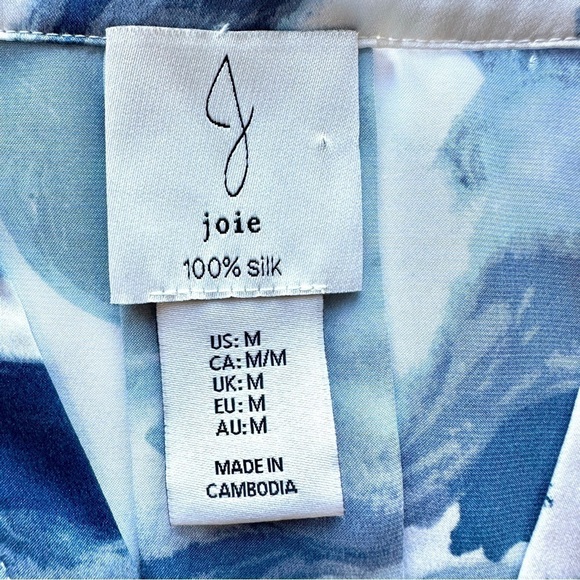 J
joie
100% silk
US: M
CA: M/M
UK: M
EU: M
AU: M
MADE IN
CAMBODIA